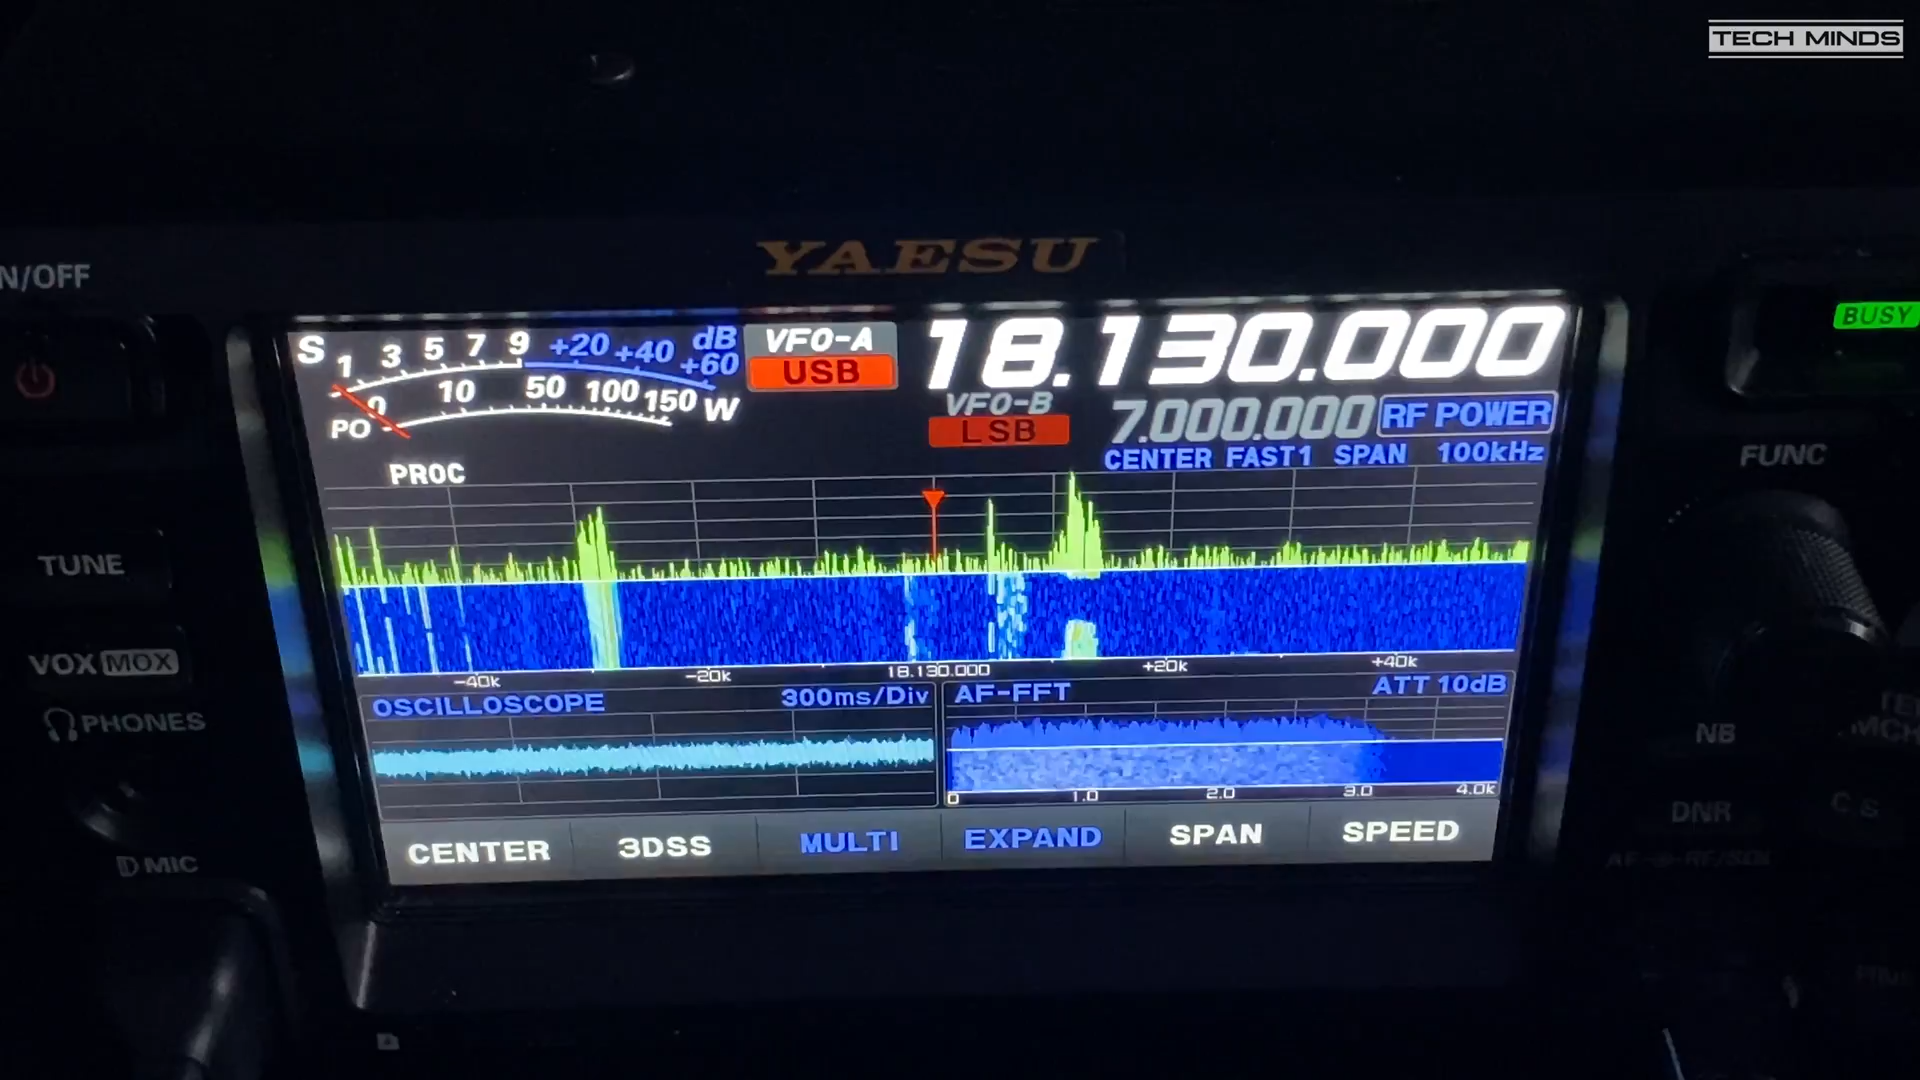 TECH MINDS
YAESU
N/OFF
BUSY
S 1 3 5 7 9 +20 +40 +60 dB
PO 0 10 50 100 150 W
VFO-A
USB
18.130.000
VFO-B
LSB
7.000.000
RF POWER
CENTER FAST1 SPAN 100kHz
PROC
FUNC
TUNE
VOX MOX
PHONES
-40k -20k 18.130.000 +20k +40k
OSCILLOSCOPE 300ms/Div
AF-FFT ATT 10dB
0 1.0 2.0 3.0 4.0k
NB
DNR
MIC
CENTER 3DSS MULTI EXPAND SPAN SPEED